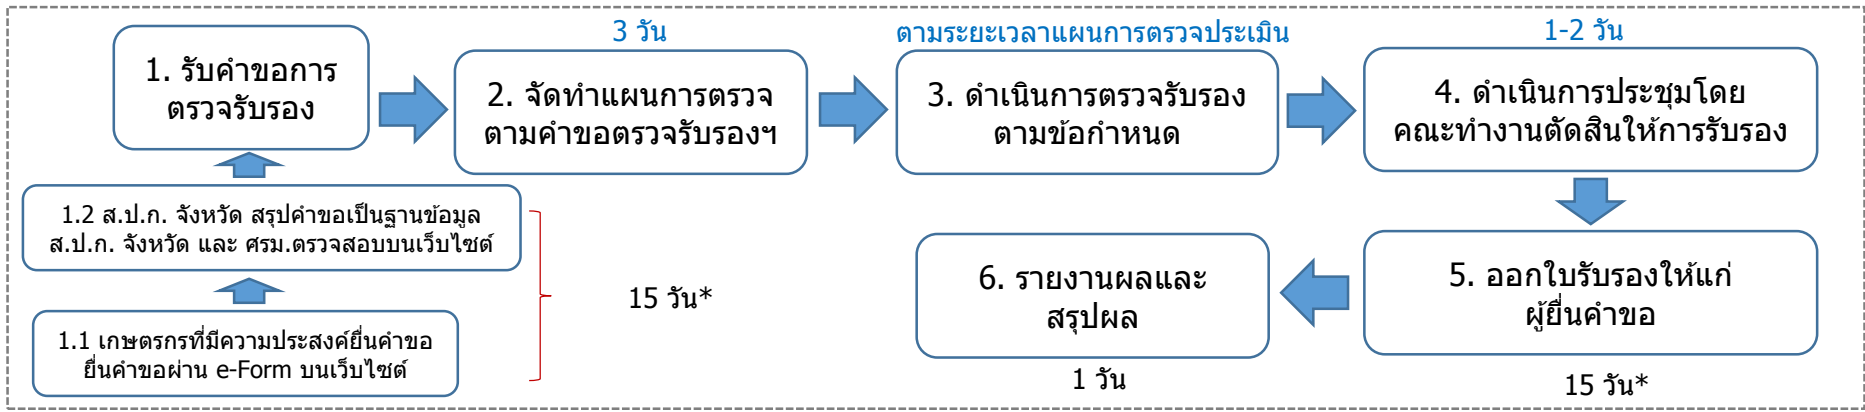 3 วัน
ตามระยะเวลาแผนการตรวจประเมิน
1-2 วัน
1. รับคำขอการ
ตรวจรับรอง
2. จัดทำแผนการตรวจ
ตามคำขอตรวจรับรองฯ
3. ดำเนินการตรวจรับรอง
ตามข้อกำหนด
4. ดำเนินการประชุมโดย
คณะทำงานตัดสินให้การรับรอง
1.2 ส.ป.ก. จังหวัด สรุปคำขอเป็นฐานข้อมูล
ส.ป.ก. จังหวัด และ ศรม.ตรวจสอบบนเว็บไซต์
1.1 เกษตรกรที่มีความประสงค์ยื่นคำขอ
ยื่นคำขอผ่าน e-Form บนเว็บไซต์
15 วัน*
6. รายงานผลและ
สรุปผล
1 วัน
5. ออกใบรับรองให้แก่
ผู้ยื่นคำขอ
15 วัน*